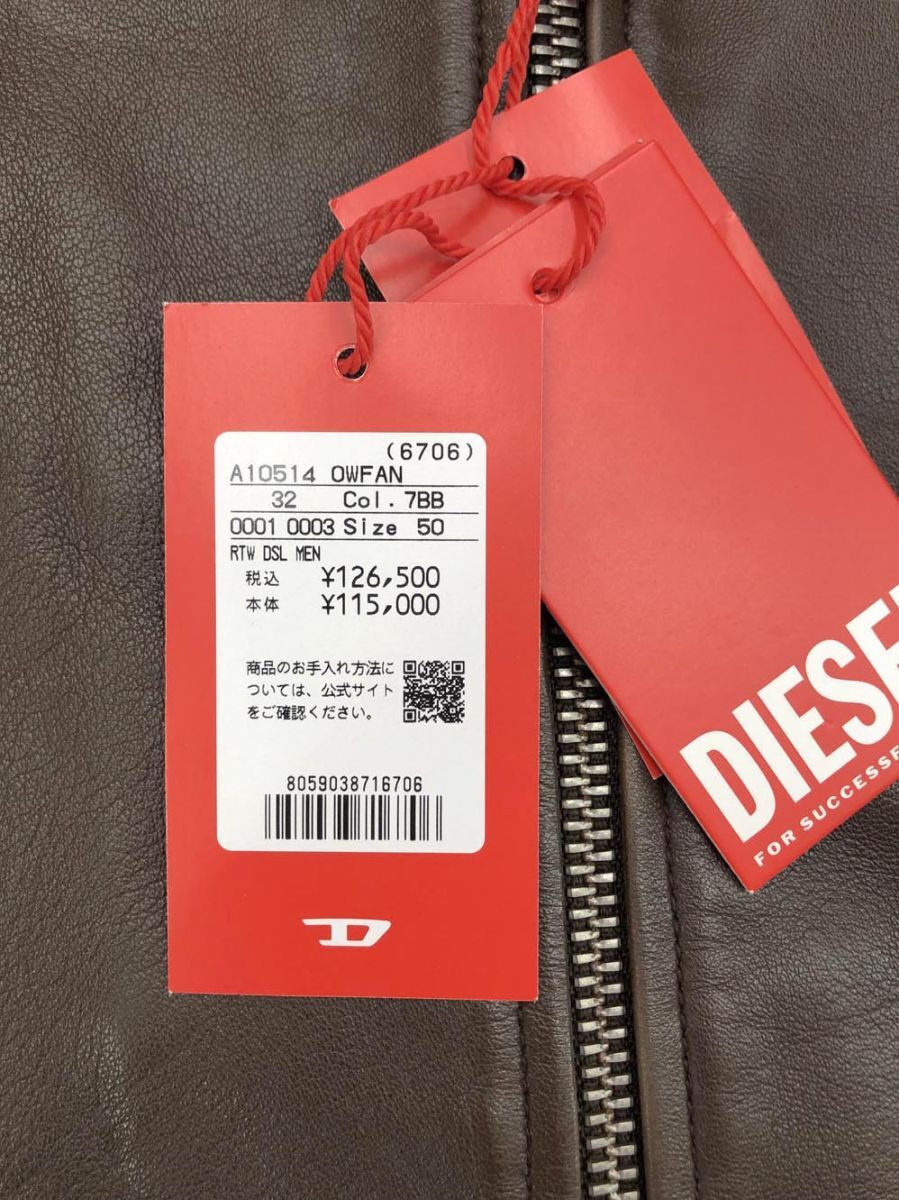 (6706)
A10514 OWFAN
32 Col.7BB
0001 0003 Size 50
RTW DSL MEN
税込 ¥126,500
本体 ¥115,000
商品のお手入れ方法に
ついては、公式サイト
をご確認ください。
8059038716706
D
DIESEL
FOR SUCCESSF